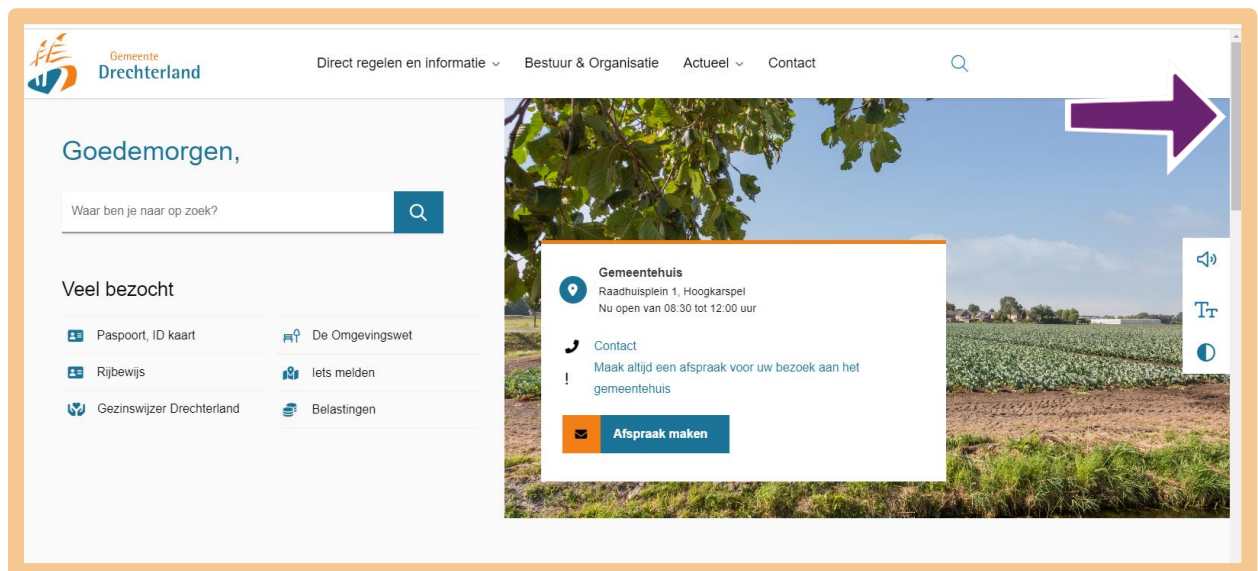 Gemeente
Drechterland
Direct regelen en informatie
Bestuur & Organisatie
Actueel
Contact
Goedemorgen,
Waar ben je naar op zoek?
Veel bezocht
Paspoort, ID kaart
De Omgevingswet
Rijbewijs
Iets melden
Gezinswijzer Drechterland
Belastingen
Gemeentehuis
Raadhuisplein 1, Hoogkarspel
Nu open van 08:30 tot 12:00 uur
Contact
! Maak altijd een afspraak voor uw bezoek aan het
gemeentehuis
Afspraak maken
TT